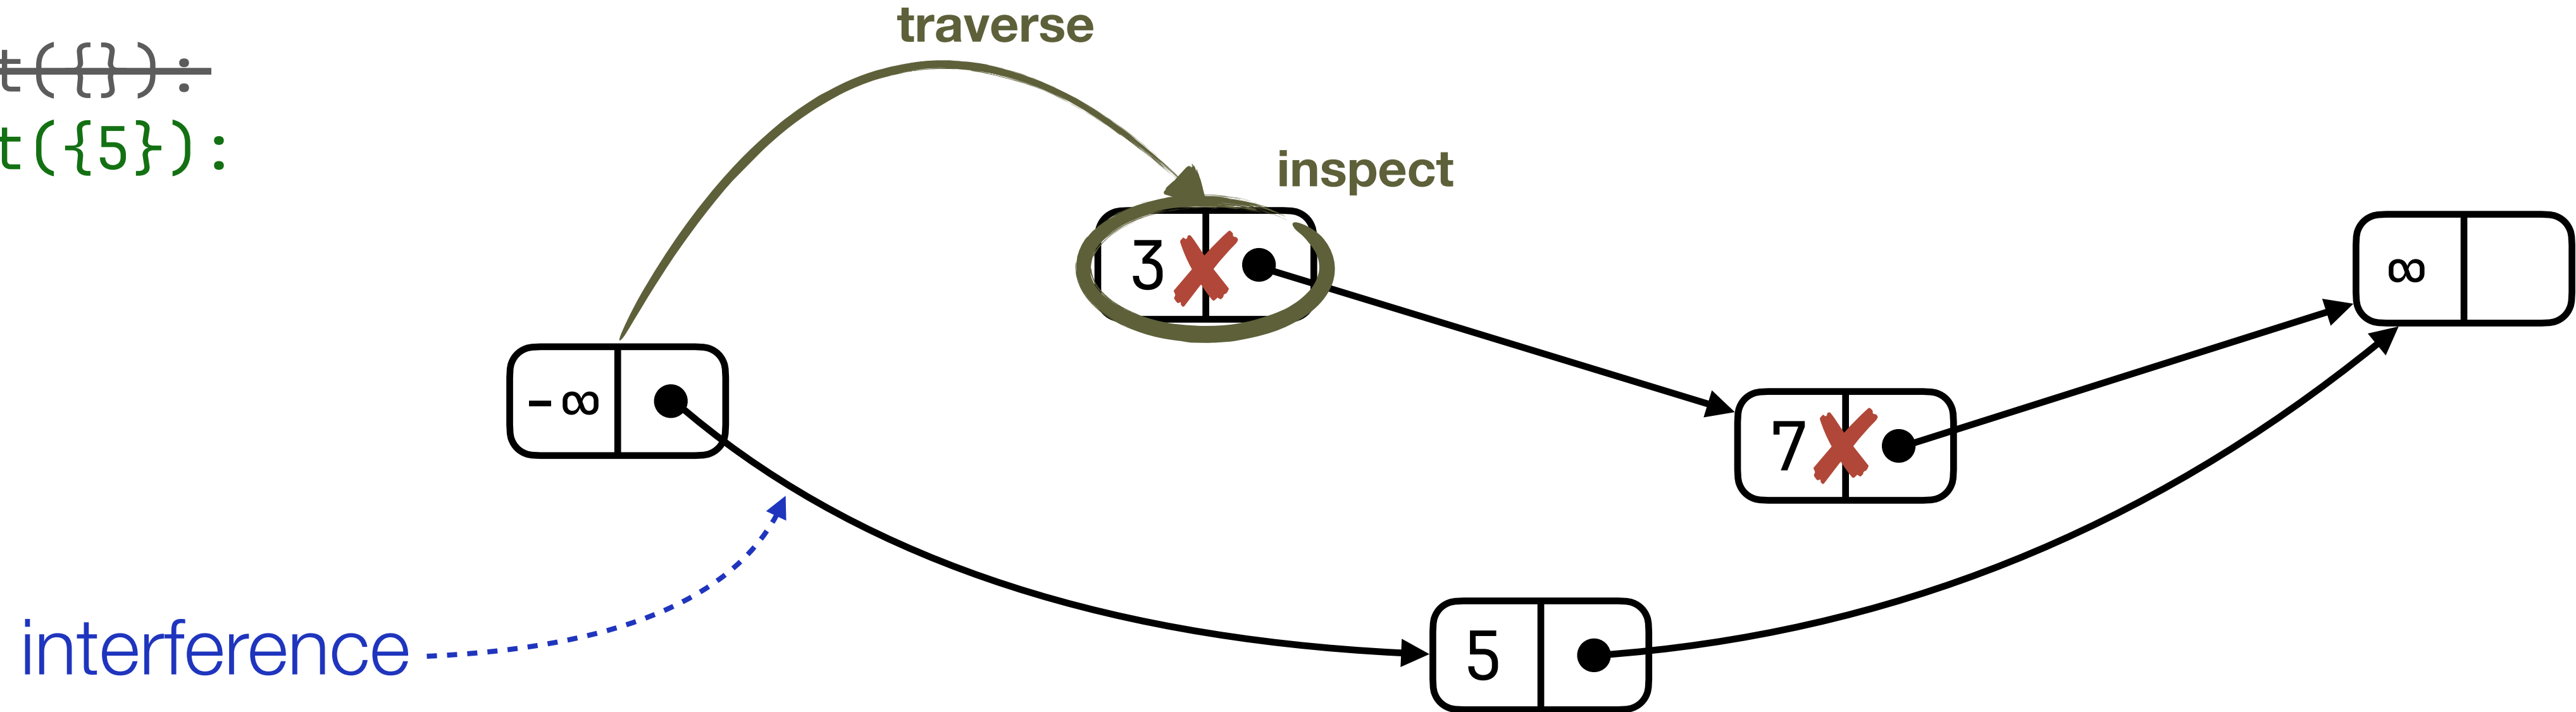 traverse
t({}):
t({5}):
inspect
3
∞
-∞
7
5
interference